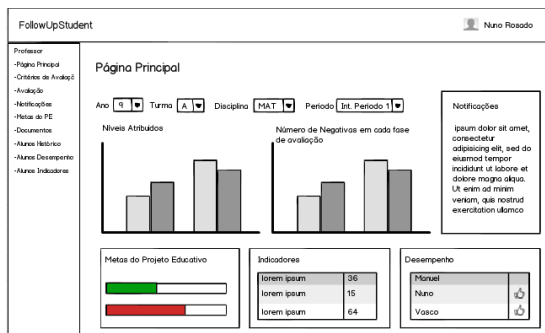 FollowUpStudent
Nuno Rosado
Professor
-Página Principal
-Critérios de Avaliaçã
-Avaliação
-Notificações
-Metas do PE
-Documentos
-Alunos Histórico
-Alunos Desempenho
-Alunos Indicadores
Página Principal
Ano 9 Turma A Disciplina MAT Periodo Int. Periodo 1
Níveis Atribuidos
Número de Negativas em cada fase
de avaliação
Notificações
ipsum dolor sit amet,
consectetur
adipisicing elit, sed do
eiusmod tempor
incididunt ut labore et
dolore magna aliqua.
Ut enim ad minim
veniam, quis nostrud
exercitation ullamco
Metas do Projeto Educativo
Indicadores
lorem ipsum 36
lorem ipsum 15
lorem ipsum 64
Desempenho
Manuel
Nuno
Vasco